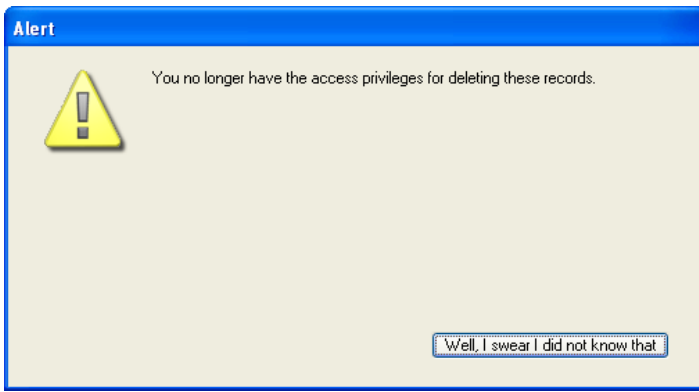 Alert
You no longer have the access privileges for deleting these records.
Well, I swear I did not know that